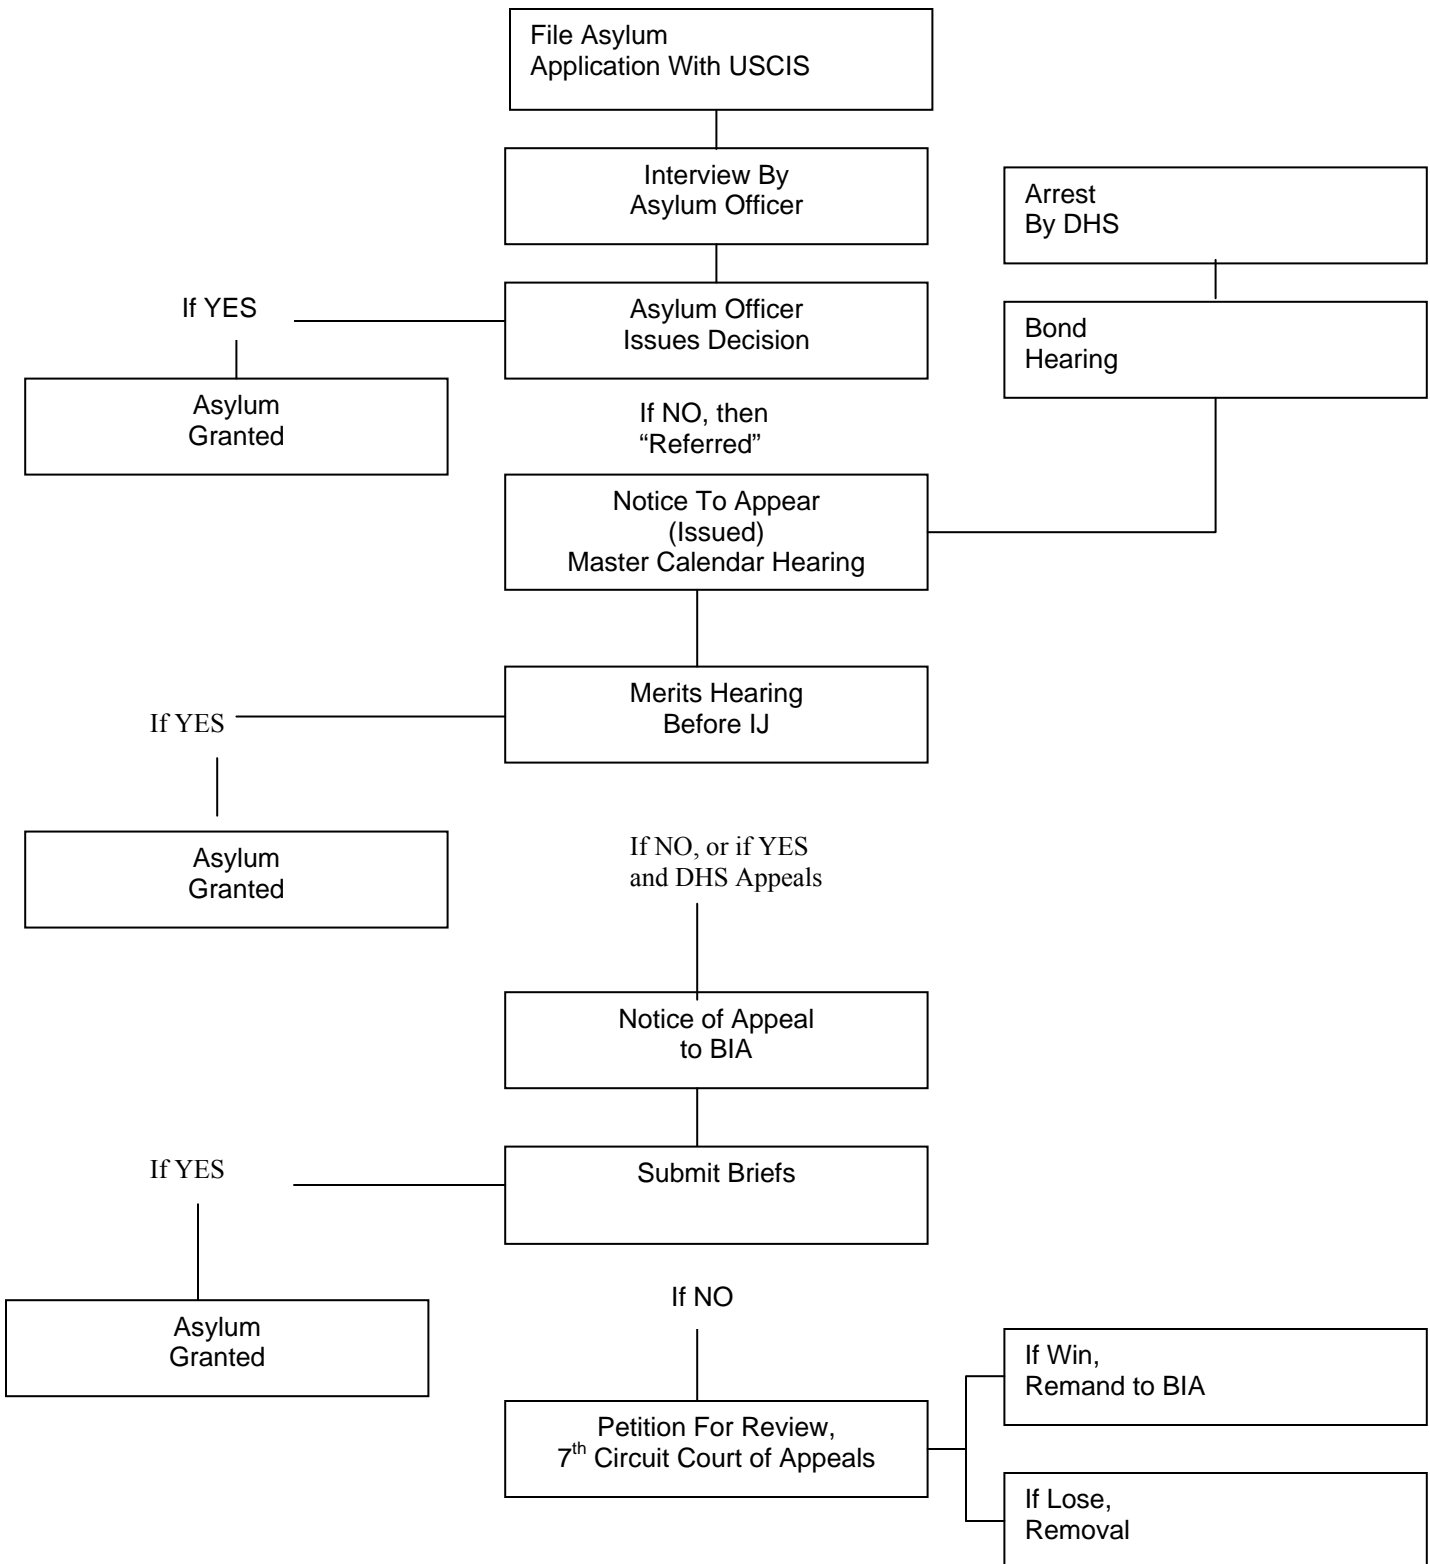 File Asylum
Application With USCIS
Interview By
Asylum Officer
Arrest
By DHS
If YES
Asylum Officer
Issues Decision
Bond
Hearing
Asylum
Granted
If NO, then
“Referred”
Notice To Appear
(Issued)
Master Calendar Hearing
Merits Hearing
Before IJ
If YES
Asylum
Granted
If NO, or if YES
and DHS Appeals
Notice of Appeal
to BIA
If YES
Submit Briefs
If NO
Asylum
Granted
If Win,
Remand to BIA
Petition For Review,
7th Circuit Court of Appeals
If Lose,
Removal